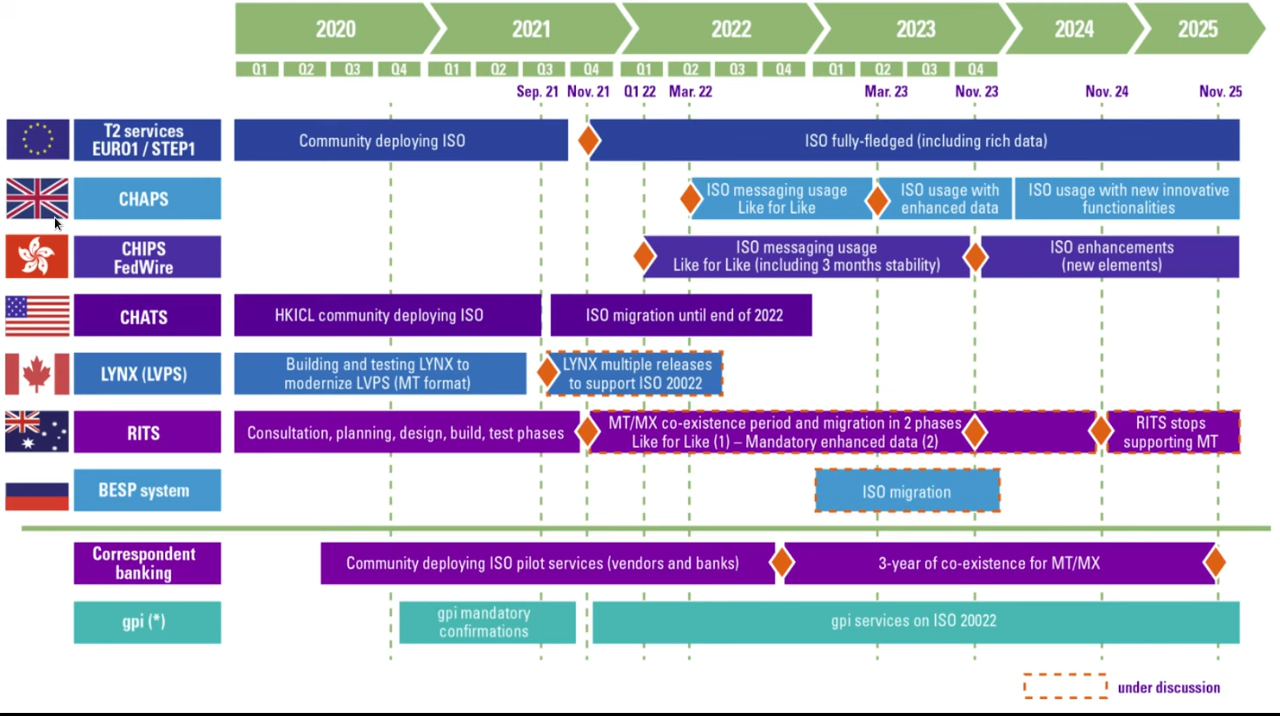 2020 2021 2022 2023 2024 2025
Q1 Q2 Q3 Q4 Q1 Q2 Q3 Q4 Q1 Q2 Q3 Q4 Q1 Q2 Q3 Q4
Sep. 21 Nov. 21 Q1 22 Mar. 22 Mar. 23 Nov. 23 Nov. 24 Nov. 25
T2 services
EURO1 / STEP1
Community deploying ISO
ISO fully-fledged (including rich data)
CHAPS
ISO messaging usage
Like for Like
ISO usage with
enhanced data
ISO usage with new innovative
functionalities
CHIPS
FedWire
ISO messaging usage
Like for Like (including 3 months stability)
ISO enhancements
(new elements)
CHATS
HKICL community deploying ISO
ISO migration until end of 2022
LYNX (LVPS)
Building and testing LYNX to
modernize LVPS (MT format)
LYNX multiple releases
to support ISO 20022
RITS
Consultation, planning, design, build, test phases
MT/MX co-existence period and migration in 2 phases
Like for Like (1) – Mandatory enhanced data (2)
RITS stops
supporting MT
BESP system
ISO migration
Correspondent
banking
Community deploying ISO pilot services (vendors and banks)
3-year of co-existence for MT/MX
gpi (*)
gpi mandatory
confirmations
gpi services on ISO 20022
under discussion